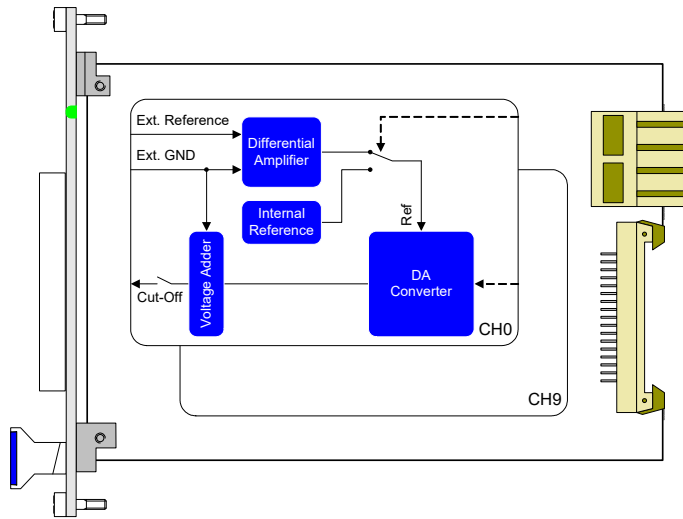 Ext. Reference
Ext. GND
Differential
Amplifier
Internal
Reference
Ref
Voltage Adder
DA
Converter
Cut-Off
CH0
CH9